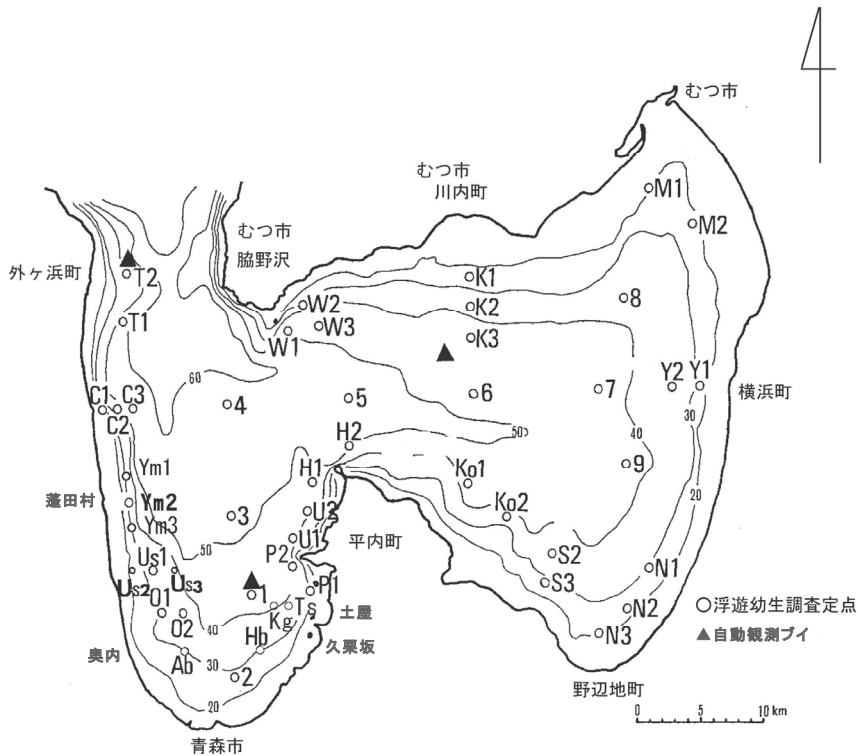 むつ市
むつ市
川内町
M1
M2
むつ市
脇野沢
外ヶ浜町
T2
K1
8
W2
K2
T1
W3
W1
K3
60
Y2
Y1
横浜町
C1
C3
4
5
6
7
C2
30
50
40
H2
Ym1
H1
Ko1
9
蓬田村
Ym2
20
Ym3
3
U2
Ko2
50
U1
平内町
Us1
P2
S2
Us2
Us3
S3
N1
O1
1
P1
O2
Kg
Ts
土屋
N2
○浮遊幼生調査定点
40
奥内
Hb
久栗坂
N3
▲自動観測ブイ
Ab
30
2
20
野辺地町
0 5 10 km
青森市